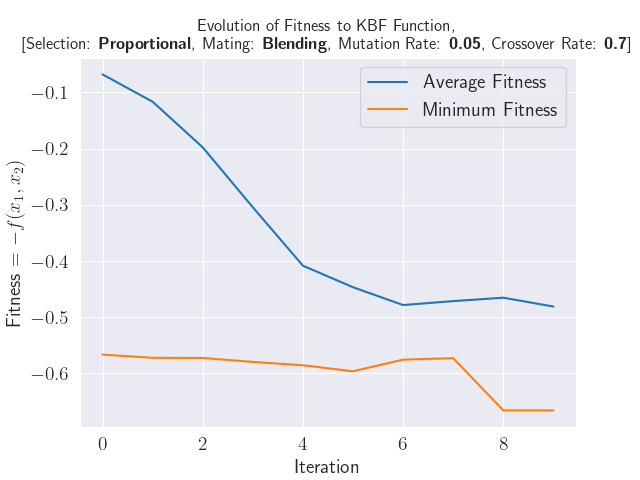 Evolution of Fitness to KBF Function,
[Selection: Proportional, Mating: Blending, Mutation Rate: 0.05, Crossover Rate: 0.7]
Average Fitness
Minimum Fitness
Fitness = −f(x₁, x₂)
−0.1
−0.2
−0.3
−0.4
−0.5
−0.6
0 2 4 6 8
Iteration